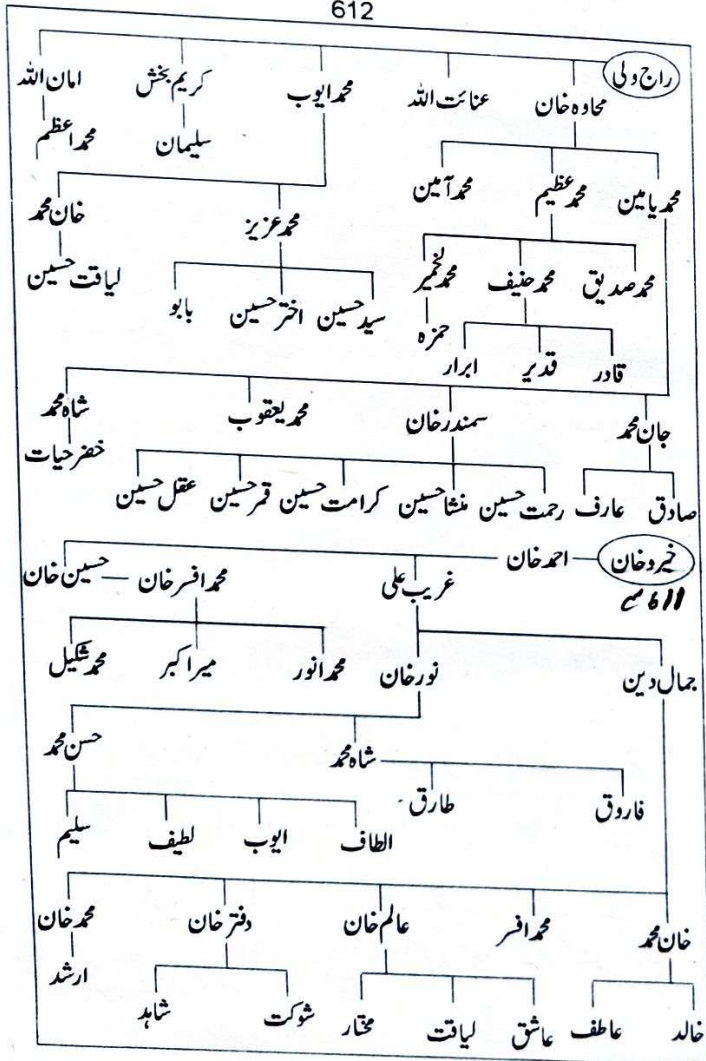 612
راج ولی
محاوہ خان عنائت اللہ محمد ایوب کریم بخش امان اللہ
سلیمان محمد اعظم
محمد یامین محمد عظیم محمد آمین
محمد عزیز خان محمد
محمد صدیق محمد حنیف محمد
سید حسین اختر حسین بابو لیاقت حسین
قادر قدیر ابرار حمزہ
جان محمد سمندر خان محمد یعقوب شاہ محمد
صادق عارف رحمت حسین منشا حسین کرامت حسین قمر حسین عقل حسین خضر حیات
خیرد خان احمد خان غریب علی محمد افسر خان حسین خان
611 سے
جمال دین نور خان محمد انور میر اکبر محمد شکیل
شاہ محمد حسن محمد
فاروق طارق
الطاف ایوب لطیف سلیم
خان محمد محمد افسر عالم خان دفتر خان محمد خان
خالد عاطف عاشق لیاقت مختار شوکت شاہد ارشد